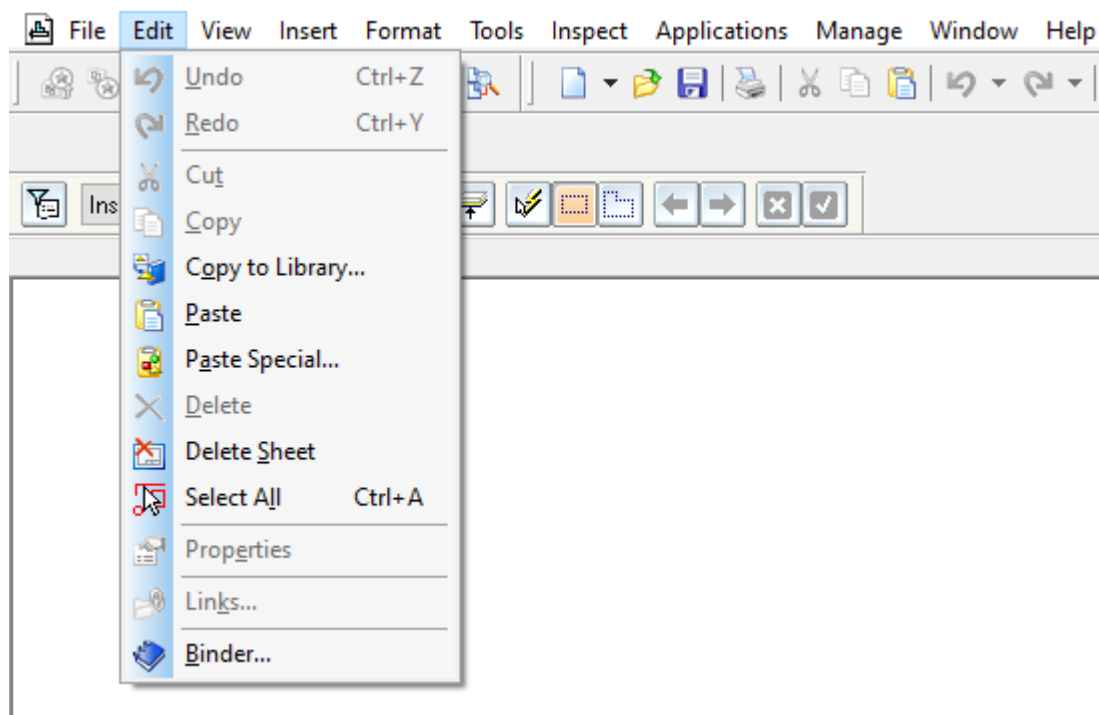 File Edit View Insert Format Tools Inspect Applications Manage Window Help
Undo Ctrl+Z
Redo Ctrl+Y
Cut
Ins
Copy
Copy to Library...
Paste
Paste Special...
Delete
Delete Sheet
Select All Ctrl+A
Properties
Links...
Binder...